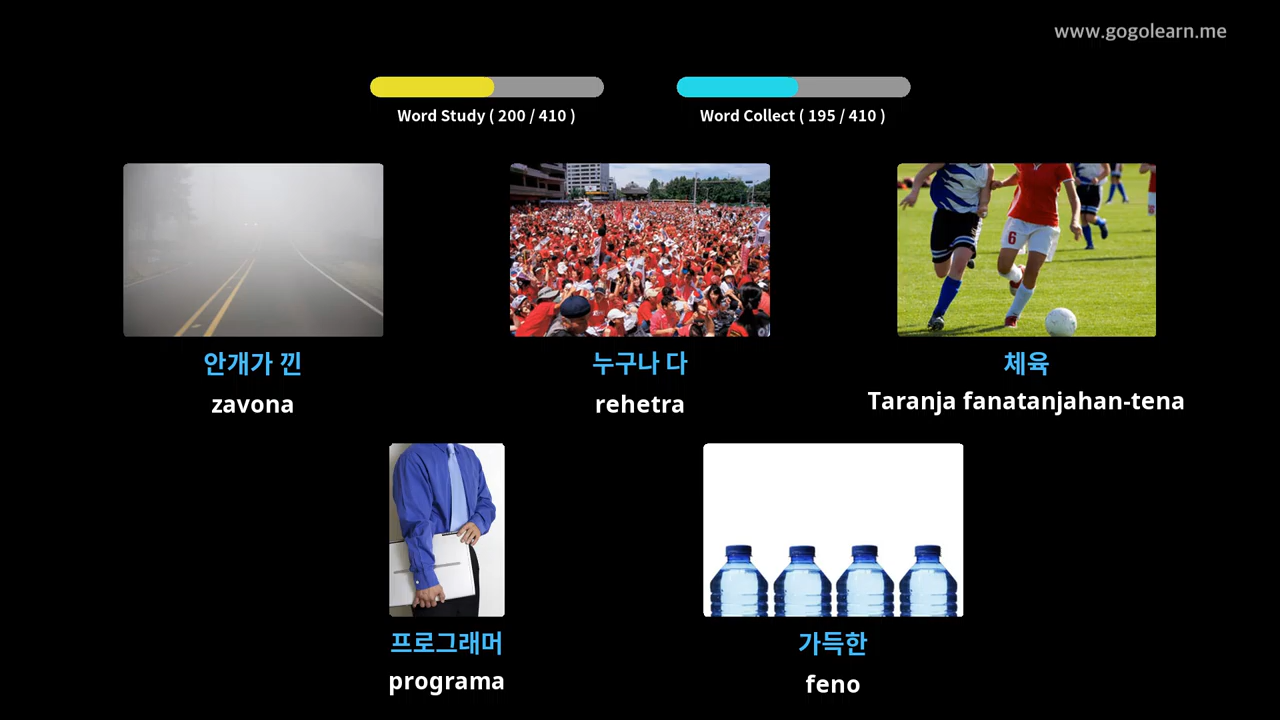 www.gogolearn.me
Word Study ( 200 / 410 )
Word Collect ( 195 / 410 )
안개가 낀
누구나 다
체육
zavona
rehetra
Taranja fanatanjahan-tena
6
프로그래머
가득한
programa
feno